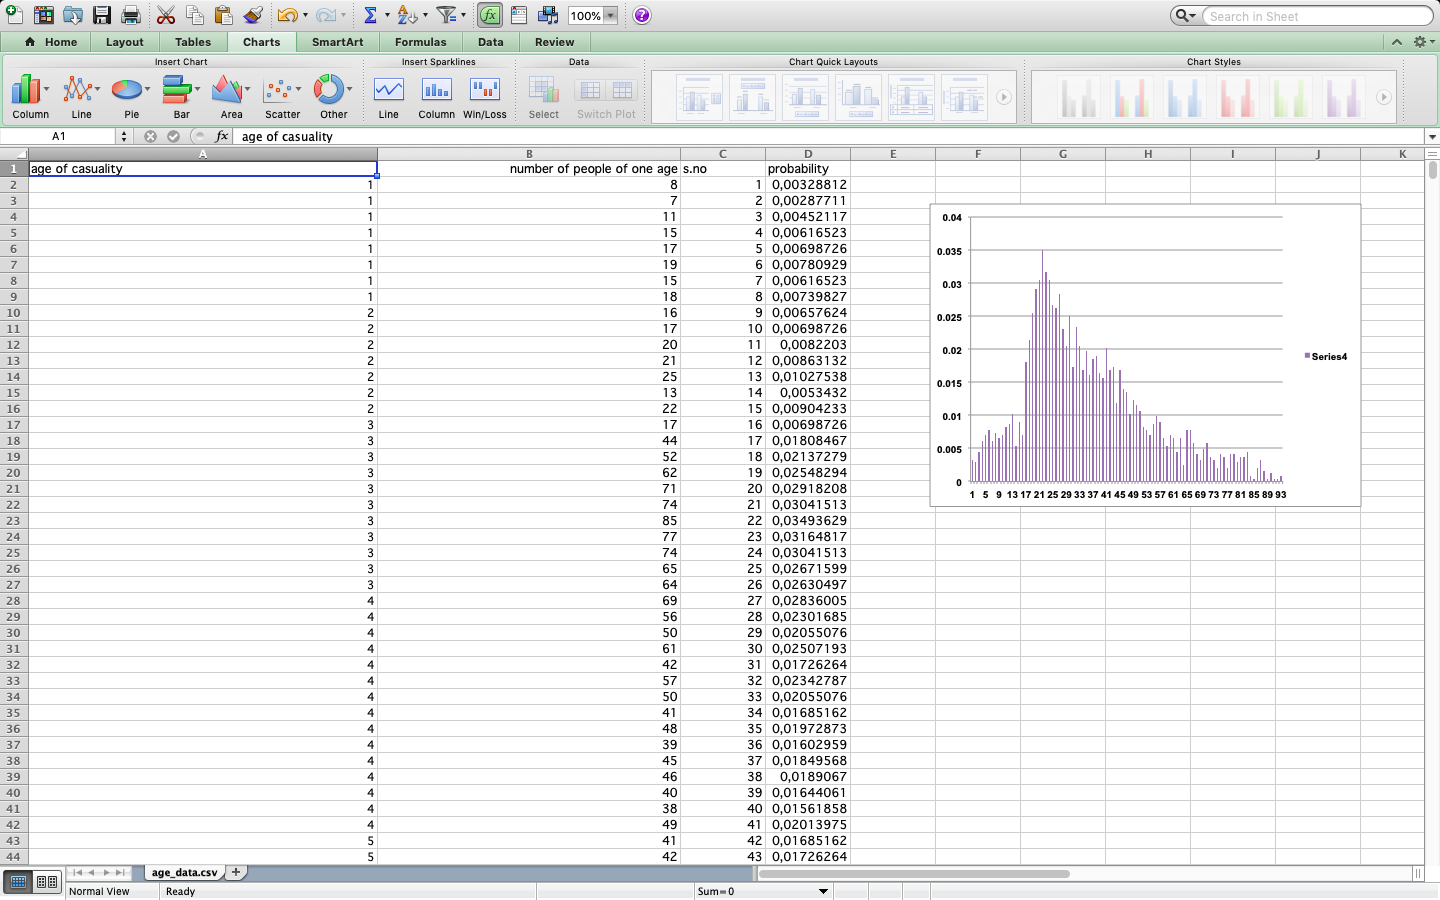 100%
Search in Sheet
Home Layout Tables Charts SmartArt Formulas Data Review
Insert Chart Insert Sparklines Data Chart Quick Layouts Chart Styles
Column Line Pie Bar Area Scatter Other Line Column Win/Loss Select Switch Plot
A1 fx age of casuality
A B C D E F G H I J K
1 age of casuality number of people of one age s.no probability
2 1 8 1 0,00328812
3 1 7 2 0,00287711
4 1 11 3 0,00452117
5 1 15 4 0,00616523
6 1 17 5 0,00698726
7 1 19 6 0,00780929
8 1 15 7 0,00616523
9 1 18 8 0,00739827
10 2 16 9 0,00657624
11 2 17 10 0,00698726
12 2 20 11 0,0082203
13 2 21 12 0,00863132
14 2 25 13 0,01027538
15 2 13 14 0,0053432
16 2 22 15 0,00904233
17 3 17 16 0,00698726
18 3 44 17 0,01808467
19 3 52 18 0,02137279
20 3 62 19 0,02548294
21 3 71 20 0,02918208
22 3 74 21 0,03041513
23 3 85 22 0,03493629
24 3 77 23 0,03164817
25 3 74 24 0,03041513
26 3 65 25 0,02671599
27 3 64 26 0,02630497
28 4 69 27 0,02836005
29 4 56 28 0,02301685
30 4 50 29 0,02055076
31 4 61 30 0,02507193
32 4 42 31 0,01726264
33 4 57 32 0,02342787
34 4 50 33 0,02055076
35 4 41 34 0,01685162
36 4 48 35 0,01972873
37 4 39 36 0,01602959
38 4 45 37 0,01849568
39 4 46 38 0,0189067
40 4 40 39 0,01644061
41 4 38 40 0,01561858
42 4 49 41 0,02013975
43 5 41 42 0,01685162
44 5 42 43 0,01726264
0.04
0.035
0.03
0.025
0.02
0.015
0.01
0.005
0
1 5 9 13 17 21 25 29 33 37 41 45 49 53 57 61 65 69 73 77 81 85 89 93
Series4
age_data.csv
Normal View Ready Sum=0